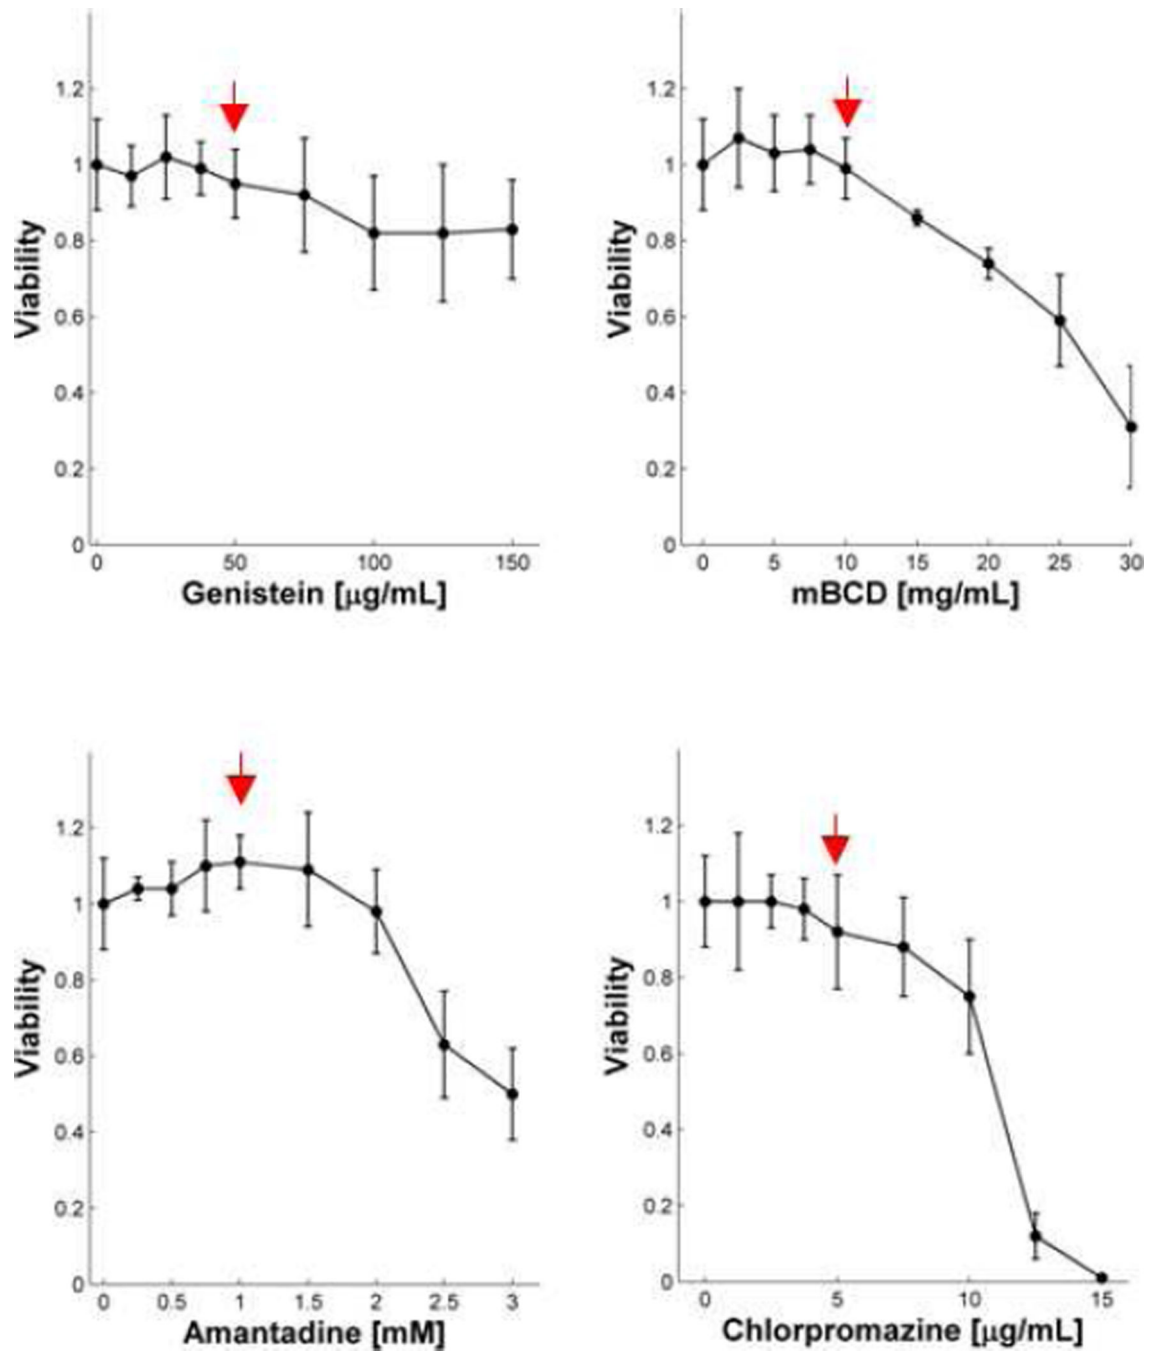 1.2
1
0.8
0.6
0.4
0.2
0
Viability
0 50 100 150
Genistein [μg/mL]
1.2
1
0.8
0.6
0.4
0.2
0
Viability
0 5 10 15 20 25 30
mBCD [mg/mL]
1.2
1
0.8
0.6
0.4
0.2
0
Viability
0 0.5 1 1.5 2 2.5 3
Amantadine [mM]
1.2
1
0.8
0.6
0.4
0.2
0
Viability
0 5 10 15
Chlorpromazine [μg/mL]